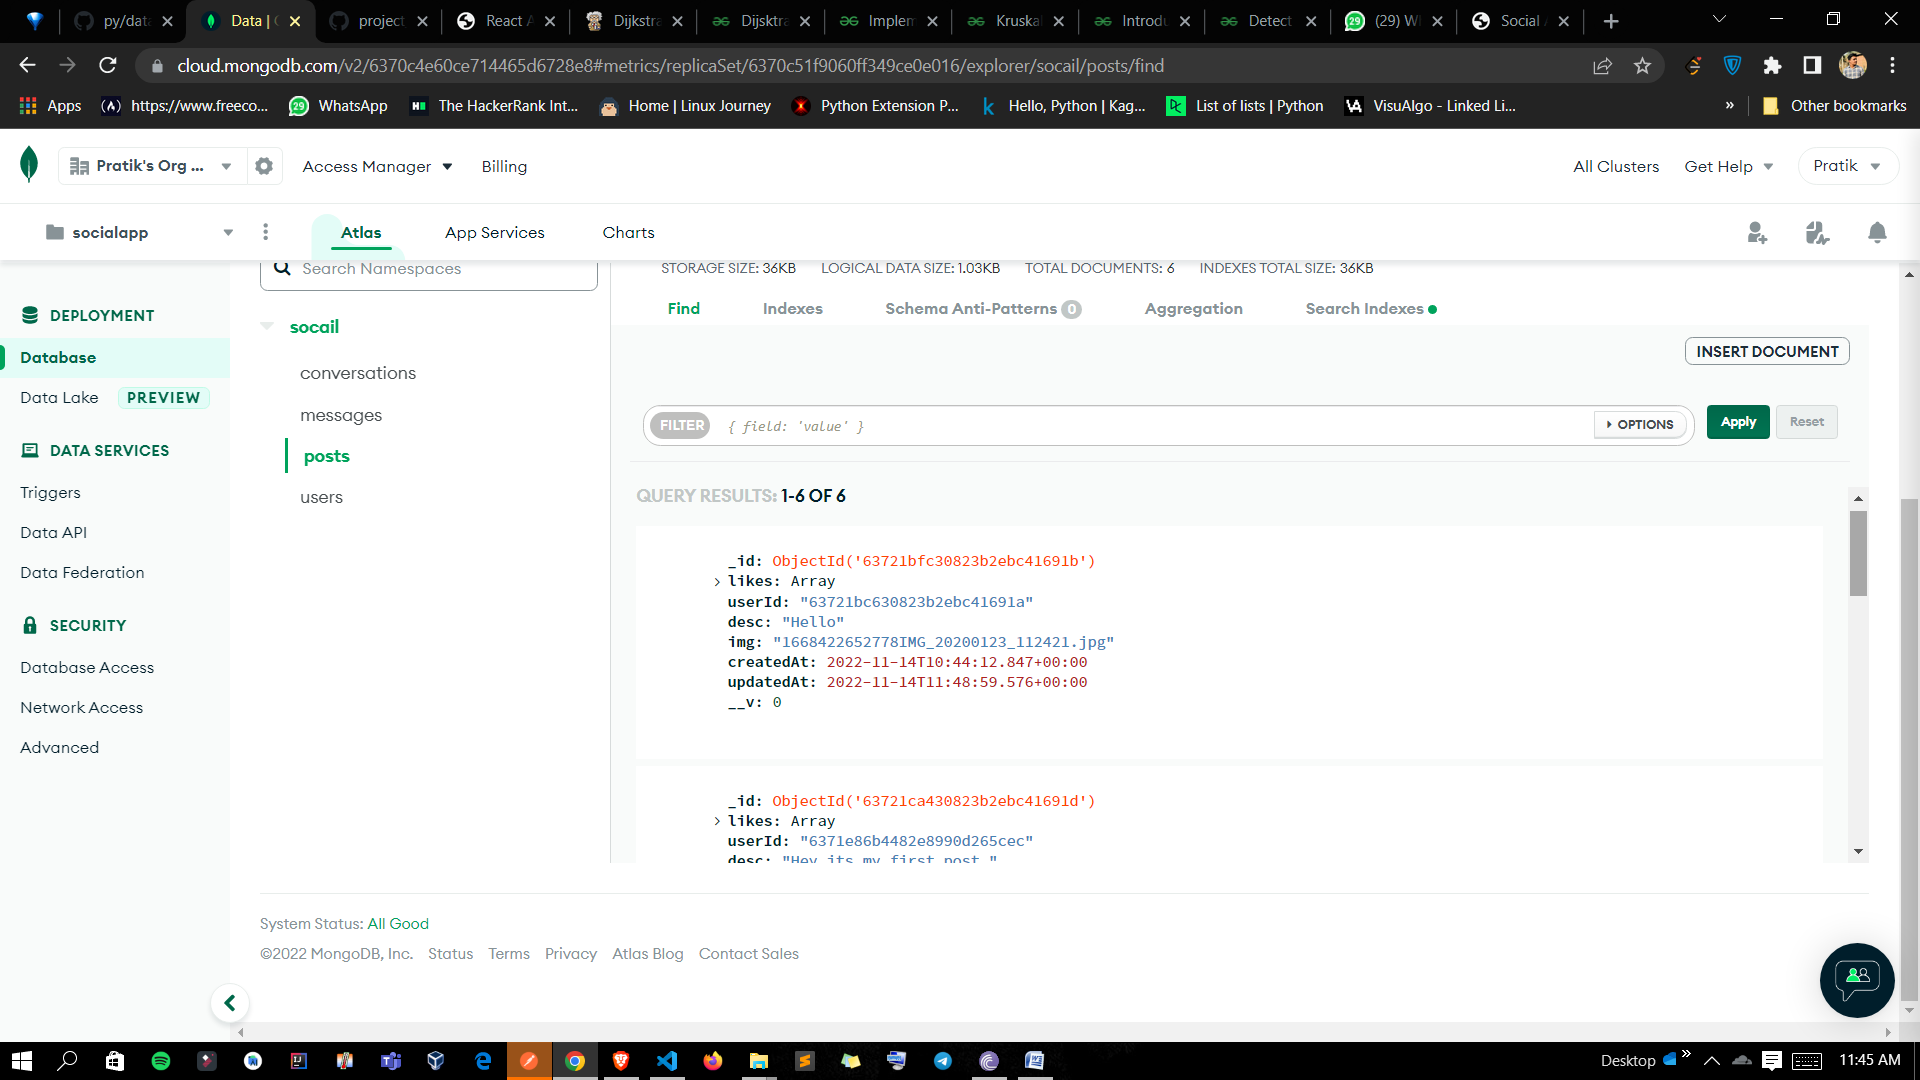 py/data
Data | C
project
React A
Dijkstra
Dijsktra
Implem
Kruskal
Introdu
Detect
(29) Wh
Social A
cloud.mongodb.com/v2/6370c4e60ce714465d6728e8#metrics/replicaSet/6370c51f9060ff349ce0e016/explorer/socail/posts/find
Apps
https://www.freeco...
WhatsApp
The HackerRank Int...
Home | Linux Journey
Python Extension P...
Hello, Python | Kag...
List of lists | Python
VisuAlgo - Linked Li...
»
Other bookmarks
Pratik's Org ...
Access Manager
Billing
All Clusters
Get Help
Pratik
socialapp
Atlas
App Services
Charts
DEPLOYMENT
Database
Data Lake PREVIEW
DATA SERVICES
Triggers
Data API
Data Federation
SECURITY
Database Access
Network Access
Advanced
Search Namespaces
socail
conversations
messages
posts
users
STORAGE SIZE: 36KB LOGICAL DATA SIZE: 1.03KB TOTAL DOCUMENTS: 6 INDEXES TOTAL SIZE: 36KB
Find
Indexes
Schema Anti-Patterns 0
Aggregation
Search Indexes
INSERT DOCUMENT
FILTER { field: 'value' }
OPTIONS
Apply
Reset
QUERY RESULTS: 1-6 OF 6
_id: ObjectId('63721bfc30823b2ebc41691b')
likes: Array
userId: "63721bc630823b2ebc41691a"
desc: "Hello"
img: "1668422652778IMG_20200123_112421.jpg"
createdAt: 2022-11-14T10:44:12.847+00:00
updatedAt: 2022-11-14T11:48:59.576+00:00
__v: 0
_id: ObjectId('63721ca430823b2ebc41691d')
likes: Array
userId: "6371e86b4482e8990d265cec"
desc: "Hey its my first post "
System Status: All Good
©2022 MongoDB, Inc. Status Terms Privacy Atlas Blog Contact Sales
Desktop
»
11:45 AM